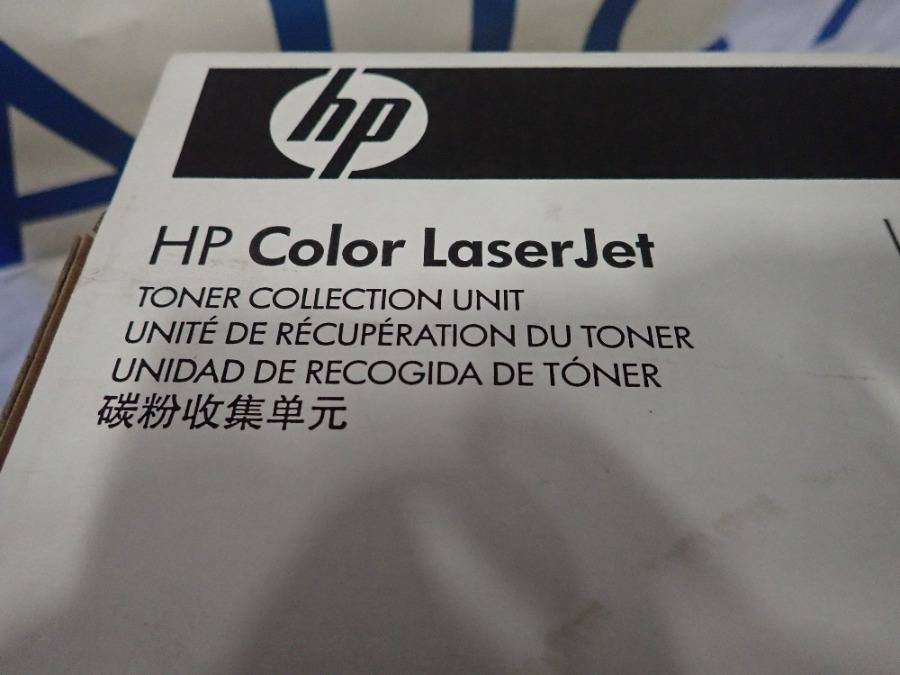 hp
HP Color LaserJet
TONER COLLECTION UNIT
UNITÉ DE RÉCUPÉRATION DU TONER
UNIDAD DE RECOGIDA DE TÓNER
碳粉收集单元